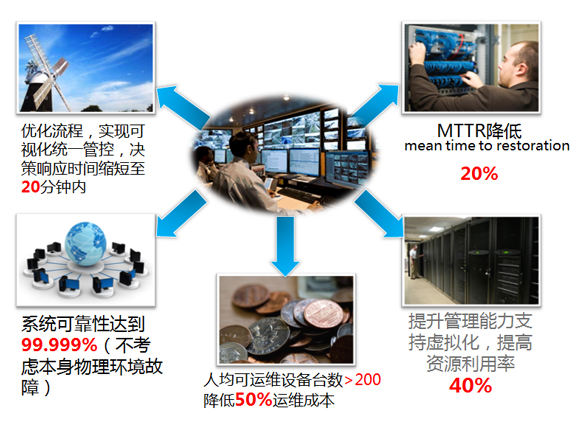 优化流程，实现可
视化统一管控，决
策响应时间缩短至
20分钟内
MTTR降低
mean time to restoration
20%
系统可靠性达到
99.999%（不考
虑本身物理环境故
障）
人均可运维设备台数>200
降低50%运维成本
提升管理能力支
持虚拟化，提高
资源利用率
40%